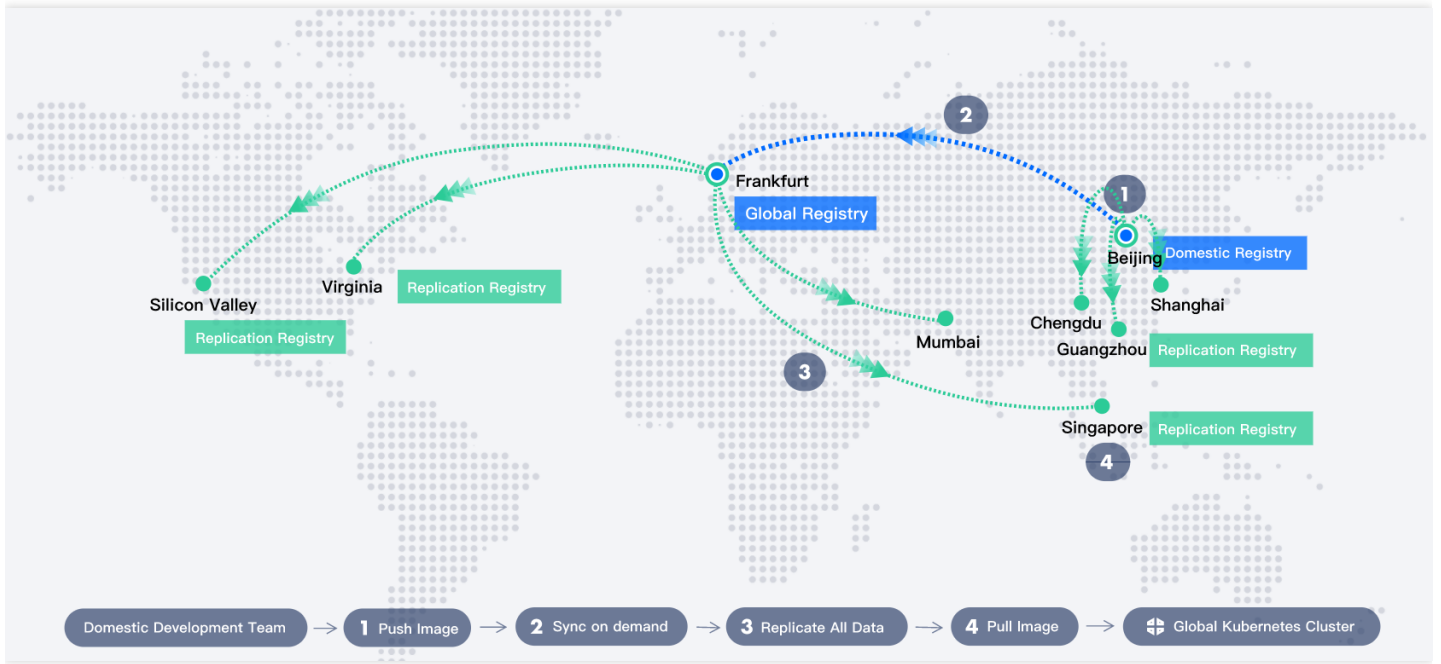 2
Frankfurt
Global Registry
1
Beijing
Domestic Registry
Silicon Valley
Replication Registry
Virginia
Replication Registry
Shanghai
Chengdu
Guangzhou
Replication Registry
Mumbai
3
Singapore
Replication Registry
4
Domestic Development Team
1 Push Image
2 Sync on demand
3 Replicate All Data
4 Pull Image
Global Kubernetes Cluster